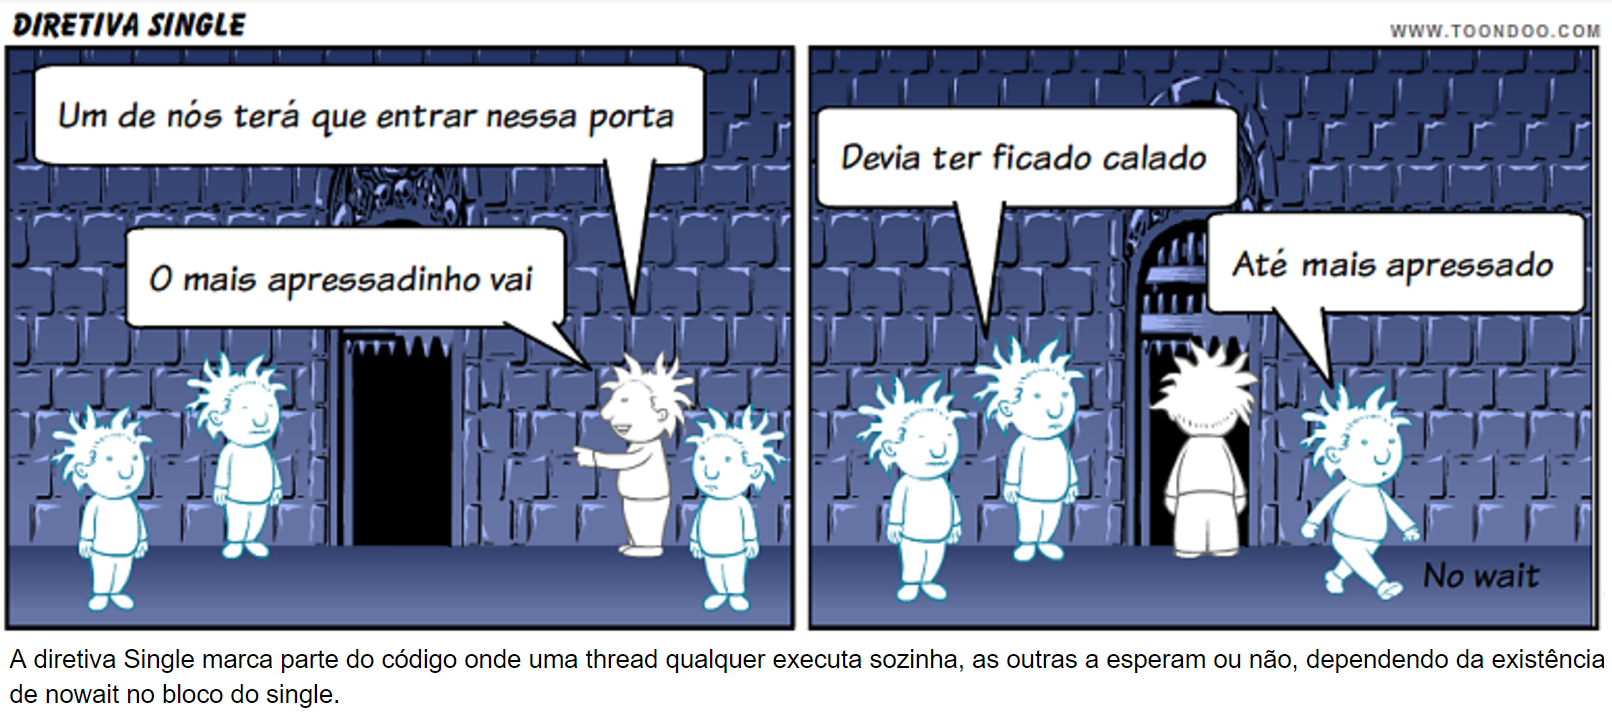 DIRETIVA SINGLE
WWW.TOONDOO.COM
Um de nós terá que entrar nessa porta
O mais apressadinho vai
Devia ter ficado calado
Até mais apressado
No wait
A diretiva Single marca parte do código onde uma thread qualquer executa sozinha, as outras a esperam ou não, dependendo da existência
de nowait no bloco do single.